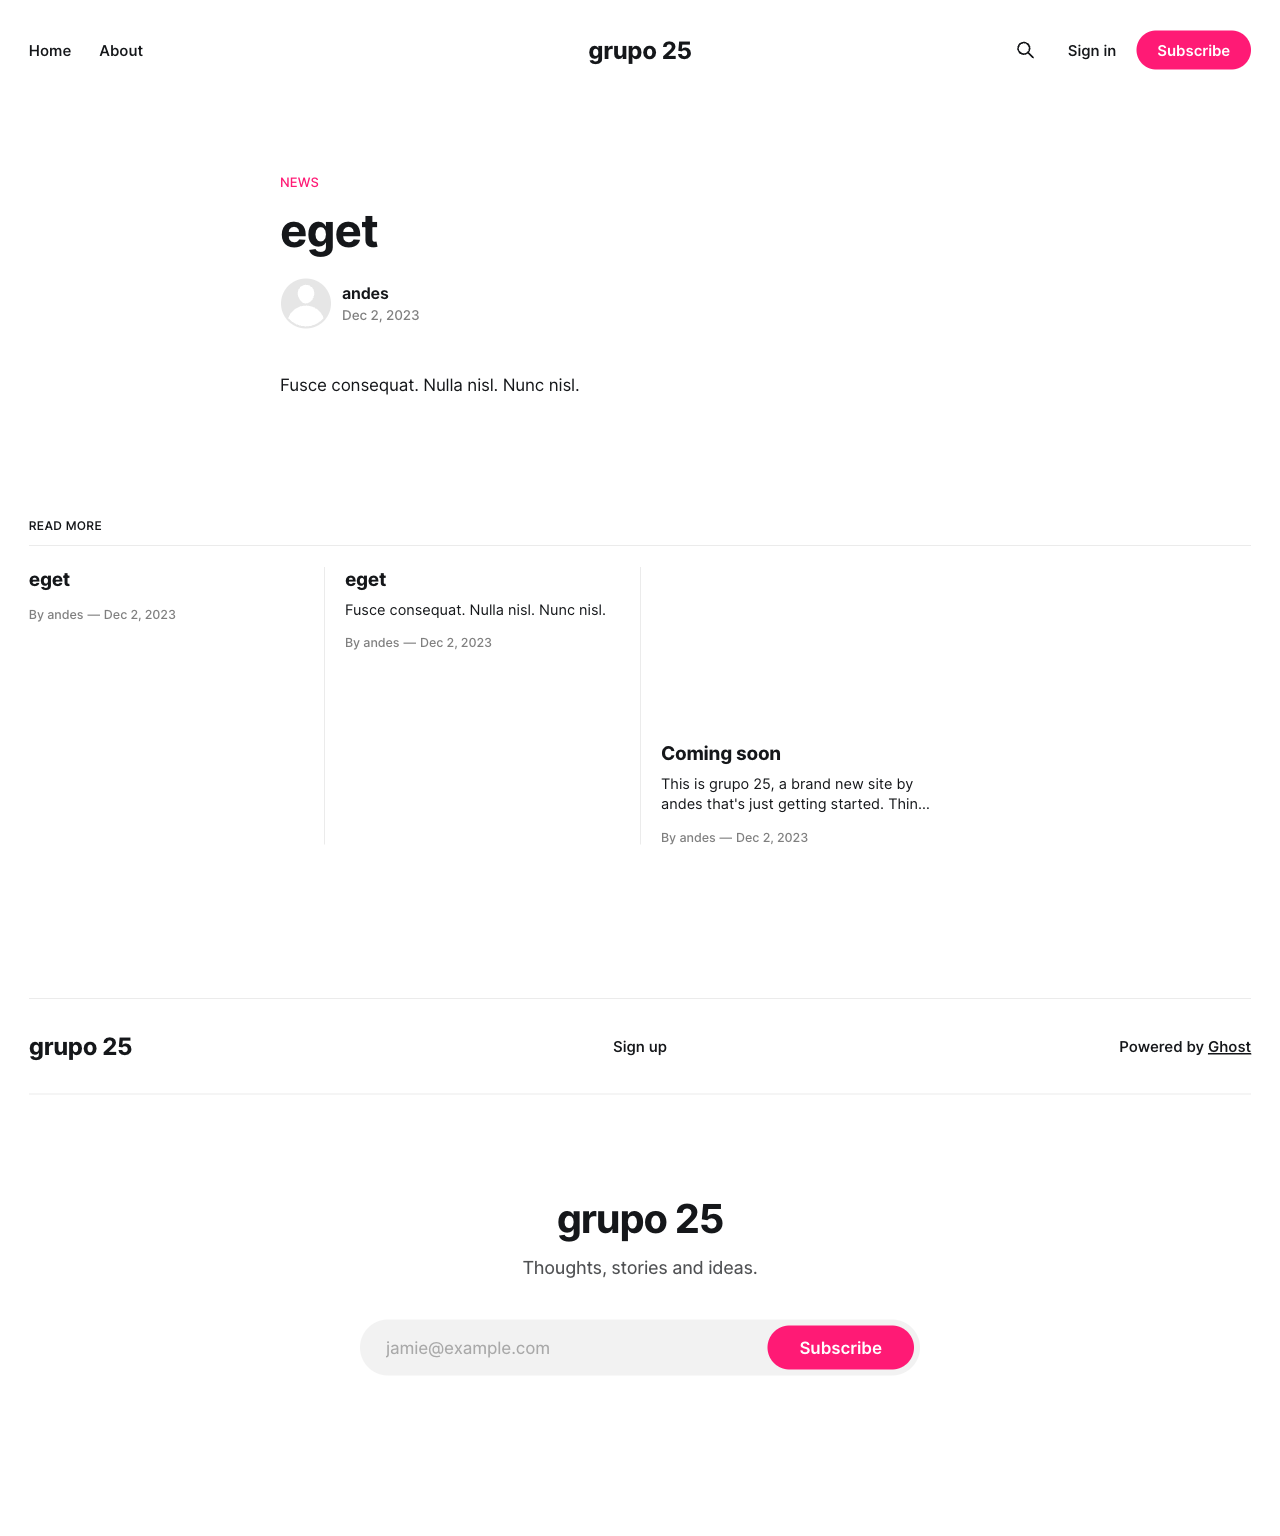 Home
About
grupo 25
Sign in
Subscribe
NEWS
eget
andes
Dec 2, 2023
Fusce consequat. Nulla nisl. Nunc nisl.
READ MORE
eget
By andes — Dec 2, 2023
eget
Fusce consequat. Nulla nisl. Nunc nisl.
By andes — Dec 2, 2023
Coming soon
This is grupo 25, a brand new site by
andes that's just getting started. Thin...
By andes — Dec 2, 2023
grupo 25
Sign up
Powered by Ghost
grupo 25
Thoughts, stories and ideas.
jamie@example.com
Subscribe